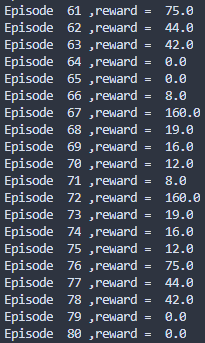 Episode  61 ,reward =  75.0
Episode  62 ,reward =  44.0
Episode  63 ,reward =  42.0
Episode  64 ,reward =  0.0
Episode  65 ,reward =  0.0
Episode  66 ,reward =  8.0
Episode  67 ,reward =  160.0
Episode  68 ,reward =  19.0
Episode  69 ,reward =  16.0
Episode  70 ,reward =  12.0
Episode  71 ,reward =  8.0
Episode  72 ,reward =  160.0
Episode  73 ,reward =  19.0
Episode  74 ,reward =  16.0
Episode  75 ,reward =  12.0
Episode  76 ,reward =  75.0
Episode  77 ,reward =  44.0
Episode  78 ,reward =  42.0
Episode  79 ,reward =  0.0
Episode  80 ,reward =  0.0